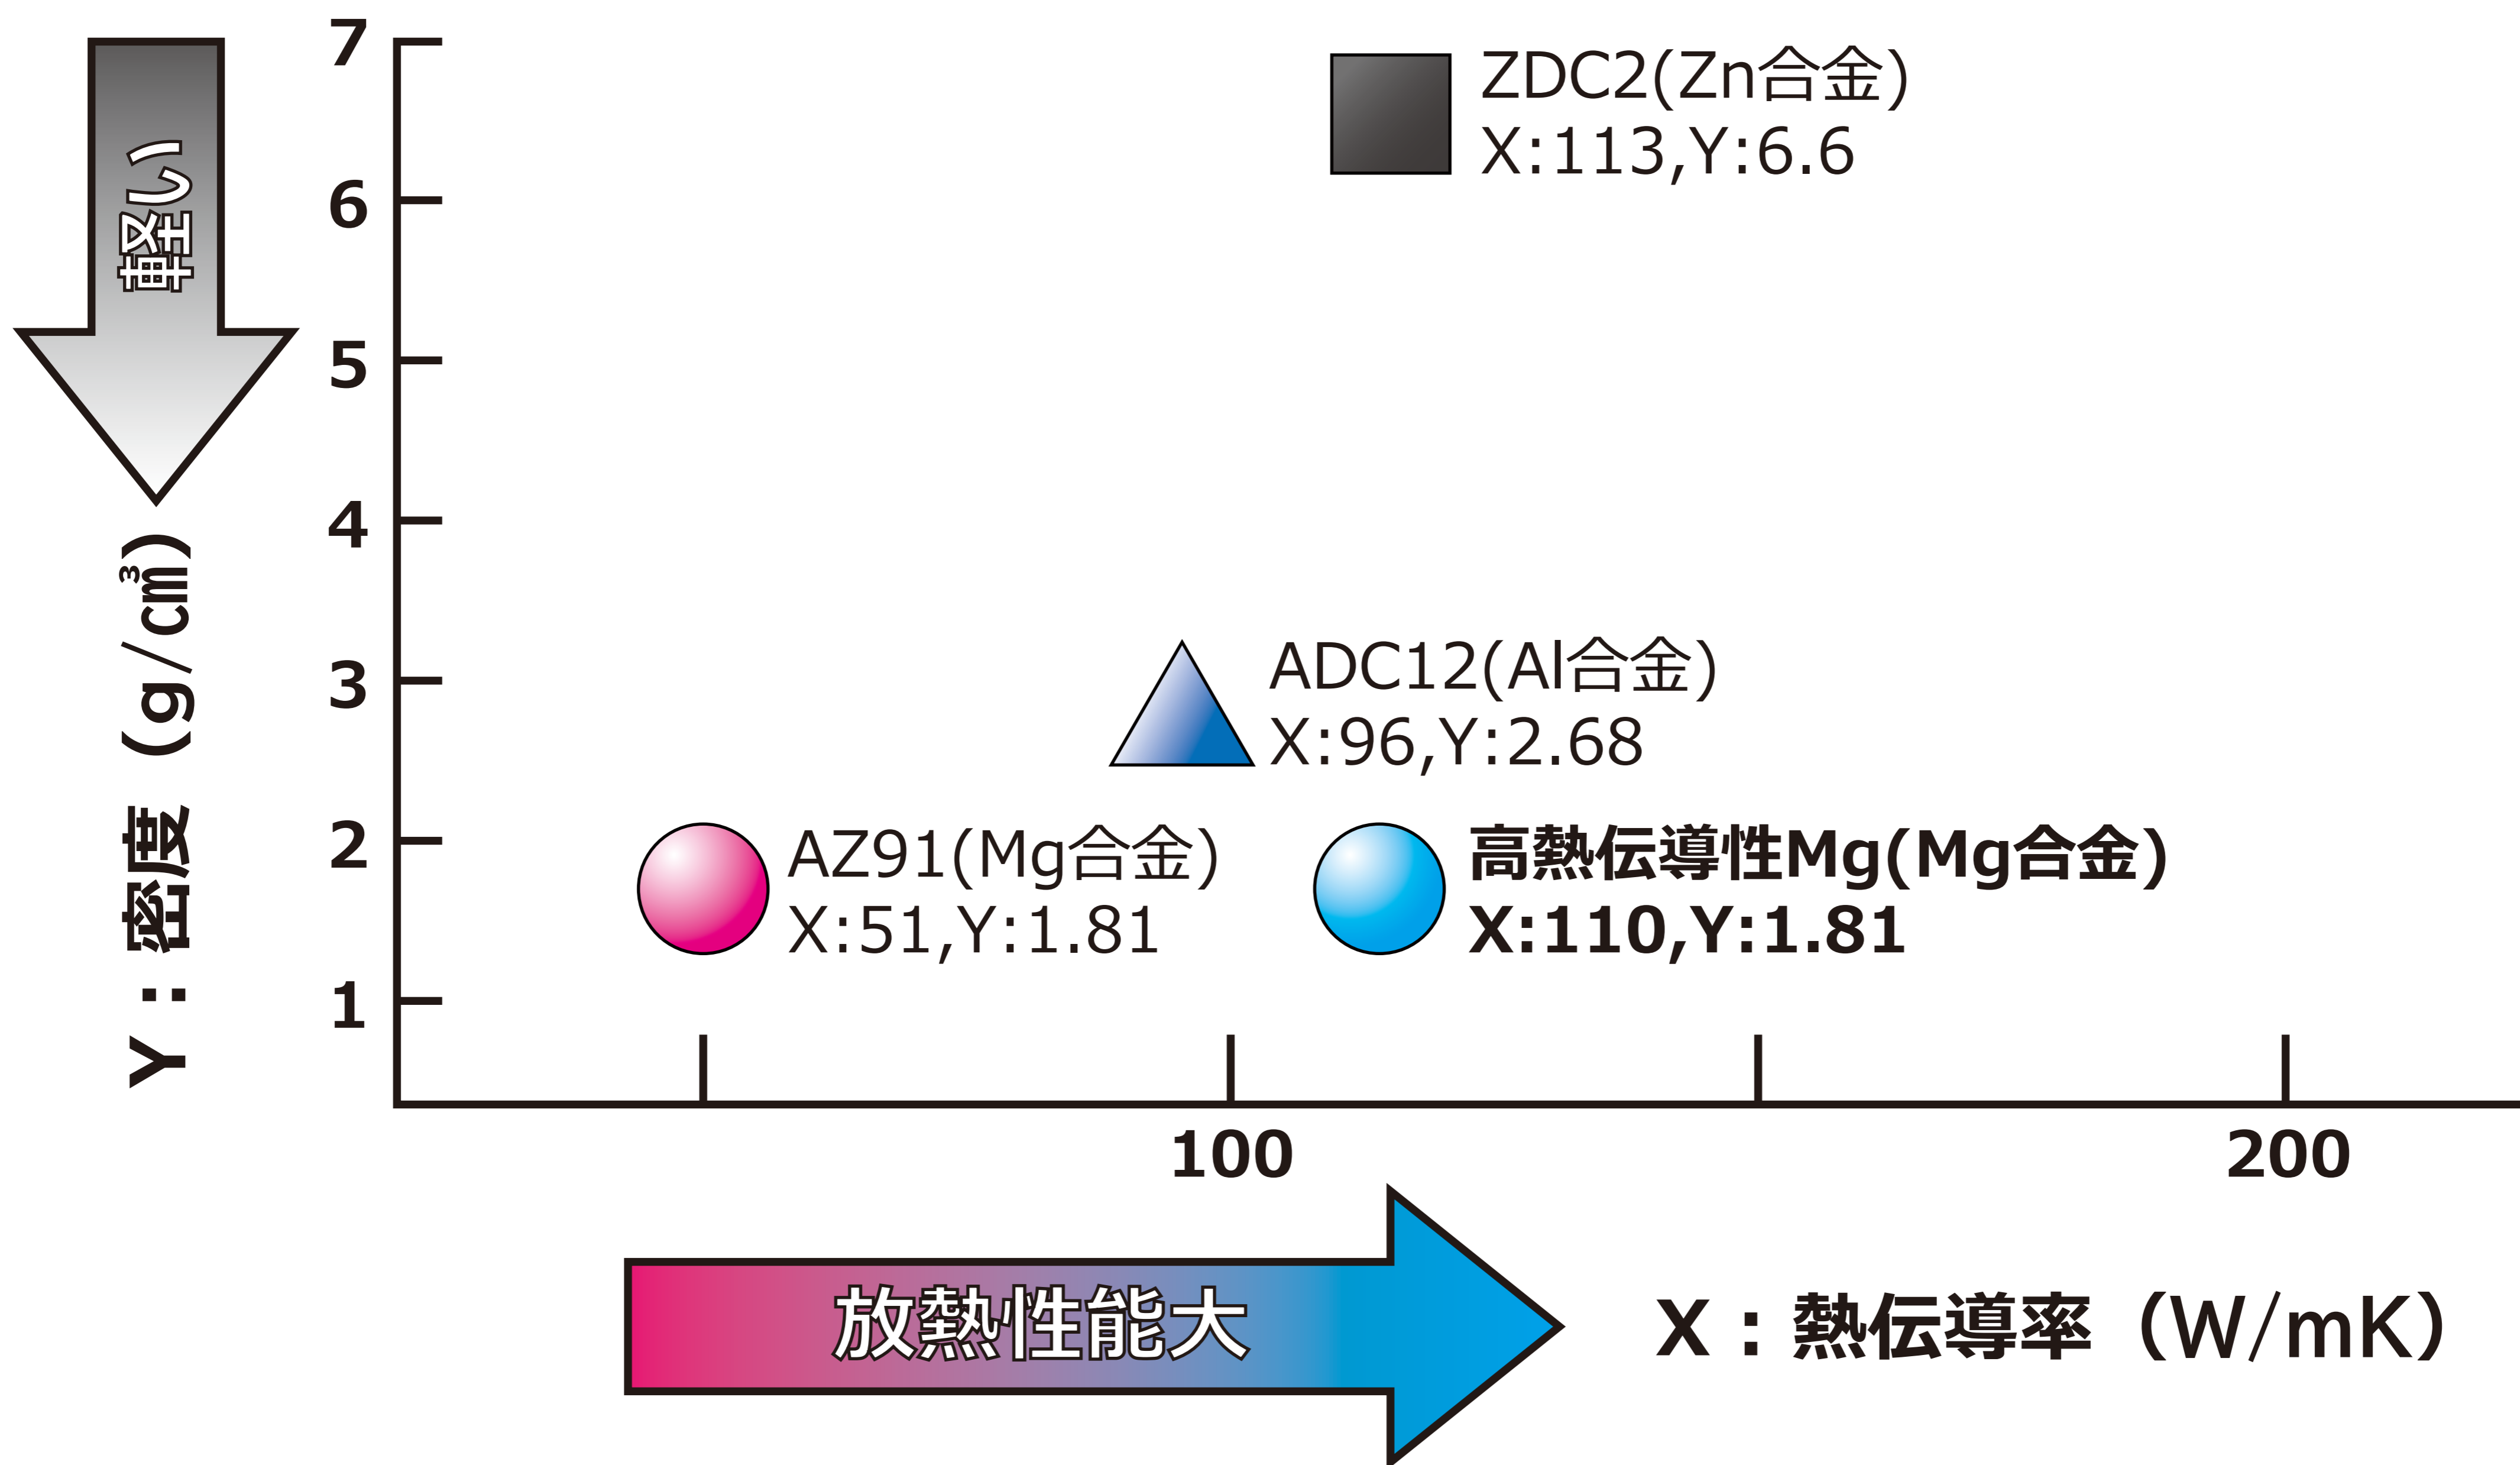 軽い
Y：密度（g/c㎥）
7
6
5
4
3
2
1
ZDC2(Zn合金)
X:113,Y:6.6
ADC12(Al合金)
X:96,Y:2.68
AZ91(Mg合金)
X:51,Y:1.81
高熱伝導性Mg(Mg合金)
X:110,Y:1.81
100
200
放熱性能大
X：熱伝導率（W/mK）